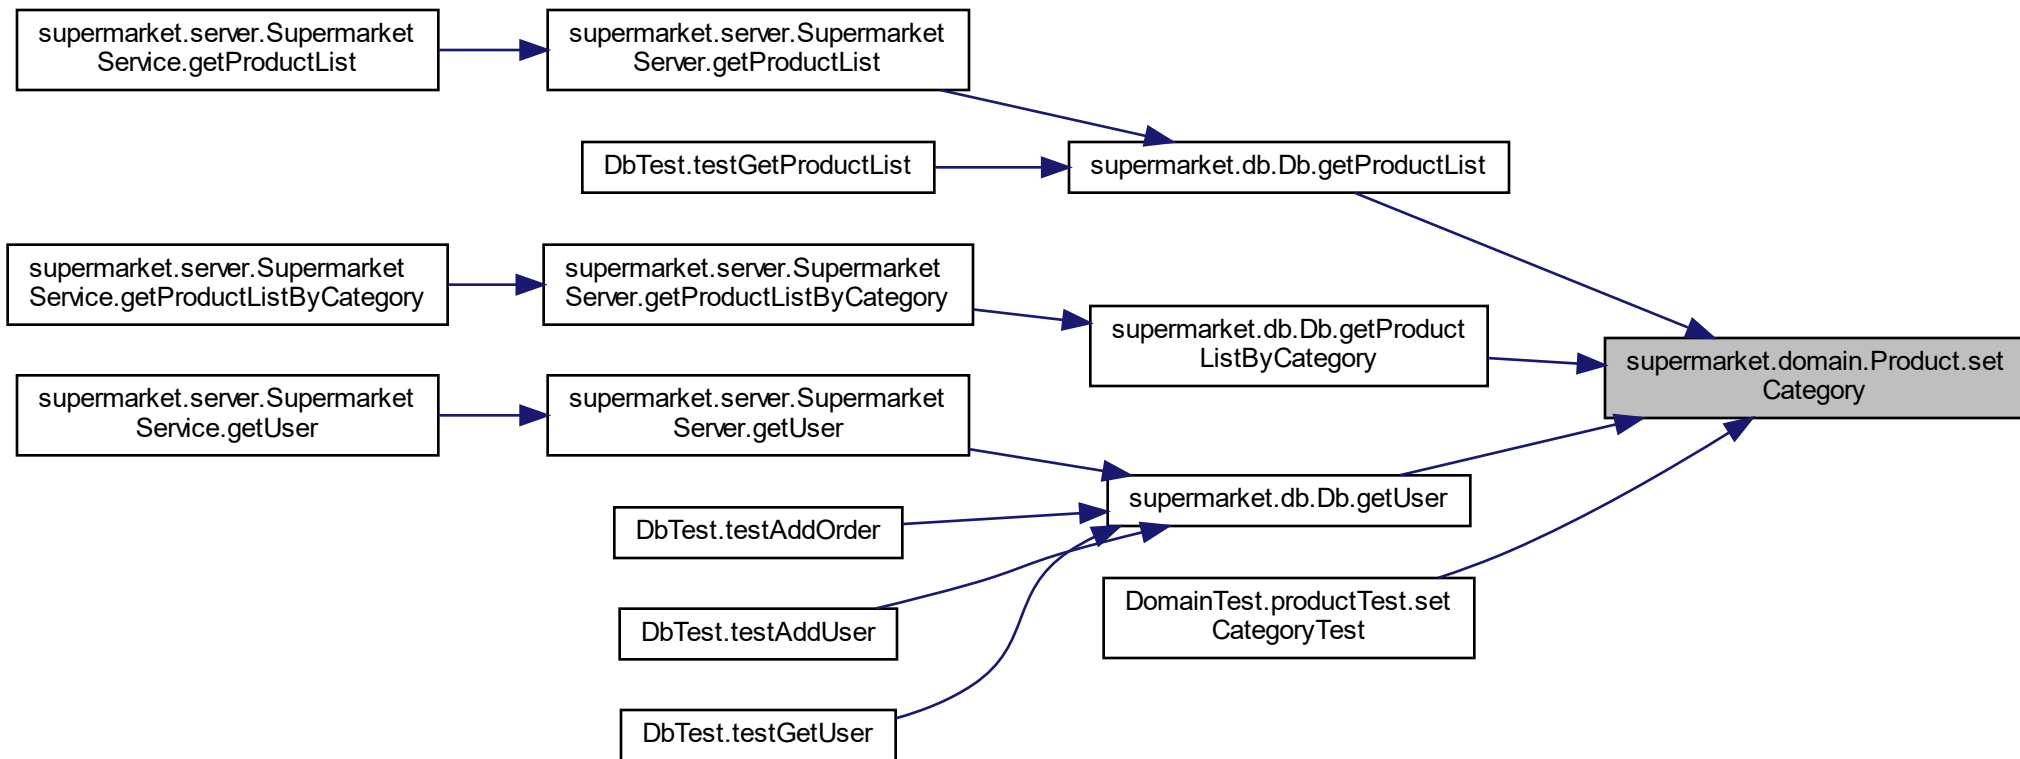 supermarket.server.Supermarket
Service.getProductList
supermarket.server.Supermarket
Server.getProductList
DbTest.testGetProductList
supermarket.db.Db.getProductList
supermarket.server.Supermarket
Service.getProductListByCategory
supermarket.server.Supermarket
Server.getProductListByCategory
supermarket.db.Db.getProduct
ListByCategory
supermarket.domain.Product.set
Category
supermarket.server.Supermarket
Service.getUser
supermarket.server.Supermarket
Server.getUser
supermarket.db.Db.getUser
DbTest.testAddOrder
DomainTest.productTest.set
CategoryTest
DbTest.testAddUser
DbTest.testGetUser